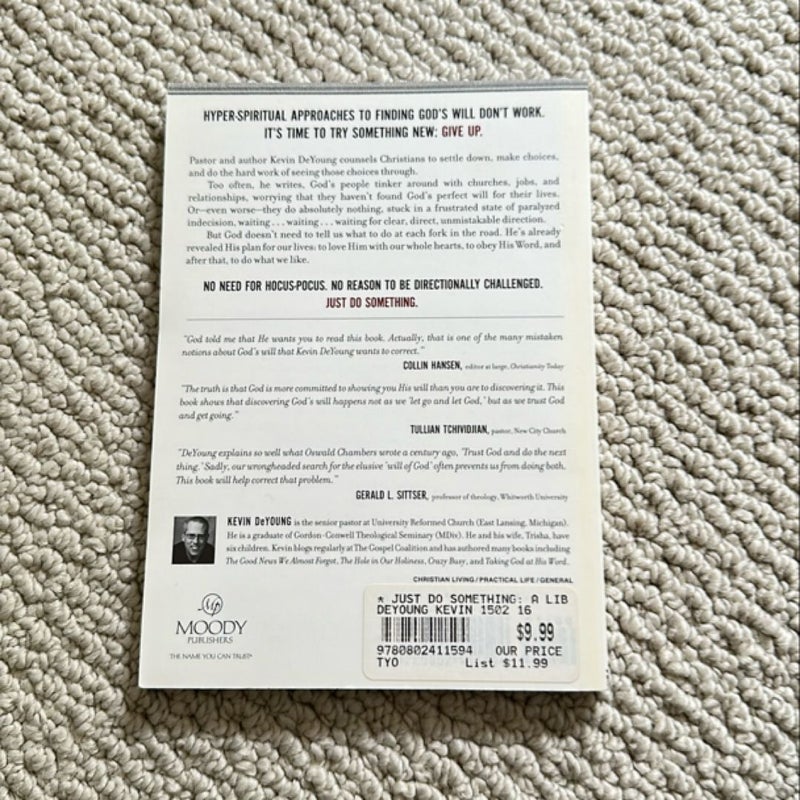 HYPER-SPIRITUAL APPROACHES TO FINDING GOD'S WILL DON'T WORK.
IT'S TIME TO TRY SOMETHING NEW: GIVE UP.
Pastor and author Kevin DeYoung counsels Christians to settle down, make choices,
and do the hard work of seeing those choices through.
Too often, he writes, God's people tinker around with churches, jobs, and
relationships, worrying that they haven't found God's perfect will for their lives.
Or—even worse—they do absolutely nothing, stuck in a frustrated state of paralyzed
indecision, waiting . . . waiting . . . waiting for clear, direct, unmistakable direction.
But God doesn't need to tell us what to do at each fork in the road. He's already
revealed His plan for our lives: to love Him with our whole hearts, to obey His Word, and
after that, to do what we like.
NO NEED FOR HOCUS-POCUS. NO REASON TO BE DIRECTIONALLY CHALLENGED.
JUST DO SOMETHING.
"God told me that He wants you to read this book. Actually, that is one of the many mistaken
notions about God's will that Kevin DeYoung wants to correct."
COLLIN HANSEN, editor at large, Christianity Today
"The truth is that God is more committed to showing you His will than you are to discovering it. This
book shows that discovering God's will happens not as we 'let go and let God,' but as we trust God
and get going."
TULLIAN TCHIVIDJIAN, pastor, New City Church
"DeYoung explains so well what Oswald Chambers wrote a century ago, 'Trust God and do the next
thing.' Sadly, our wrongheaded search for the elusive 'will of God' often prevents us from doing both.
This book will help correct that problem."
GERALD L. SITTSER, professor of theology, Whitworth University
KEVIN DeYOUNG is the senior pastor at University Reformed Church (East Lansing, Michigan).
He is a graduate of Gordon-Conwell Theological Seminary (MDiv). He and his wife, Trisha, have
six children. Kevin blogs regularly at The Gospel Coalition and has authored many books including
The Good News We Almost Forgot, The Hole in Our Holiness, Crazy Busy, and Taking God at His Word.
CHRISTIAN LIVING/PRACTICAL LIFE/GENERAL
MP
MOODY
PUBLISHERS
THE NAME YOU CAN TRUST®
* JUST DO SOMETHING: A LIB
DEYOUNG KEVIN 1502 16
$9.99
9780802411594 OUR PRICE
TYO List $11.99